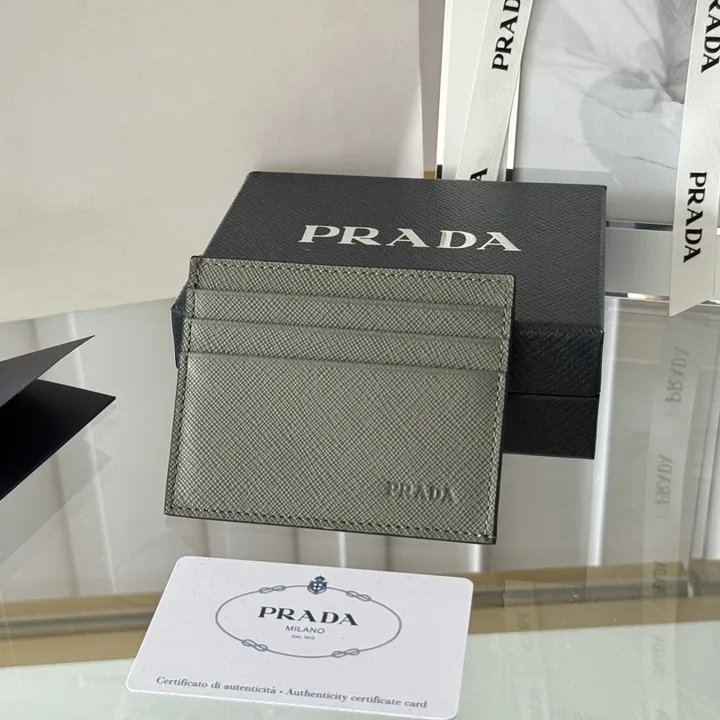 PRADA
PRADA
PRADA
PRADA
PRADA
PRADA
MILANO
DAL 1913
Certificato di autenticità - Authenticity certificate card